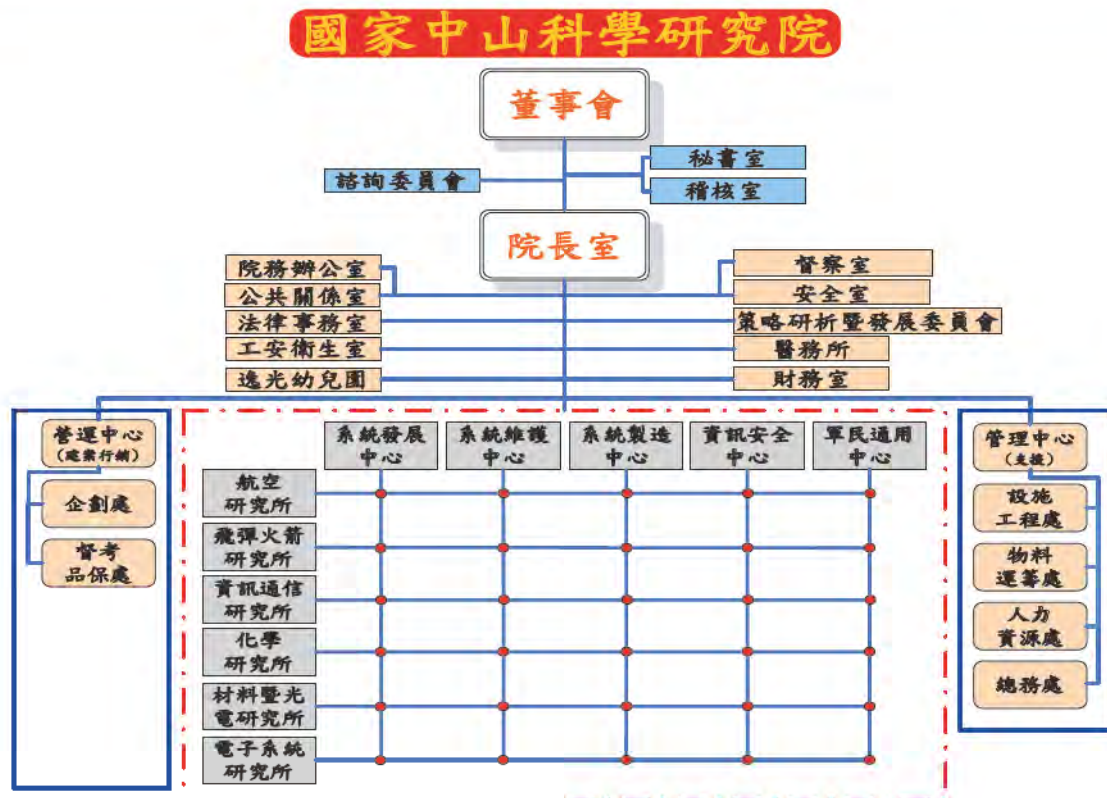 國家中山科學研究院
董事會
秘書室
諮詢委員會
稽核室
院長室
院務辦公室
督察室
公共關係室
安全室
法律事務室
策略研析暨發展委員會
工安衛生室
醫務所
逸光幼兒園
財務室
營運中心
(建案行銷)
企劃處
督考
品保處
系統發展
中心
系統維護
中心
系統製造
中心
資訊安全
中心
軍民通用
中心
航空
研究所
飛彈火箭
研究所
資訊通信
研究所
化學
研究所
材料暨光
電研究所
電子系統
研究所
管理中心
(支援)
設施
工程處
物料
運籌處
人力
資源處
總務處